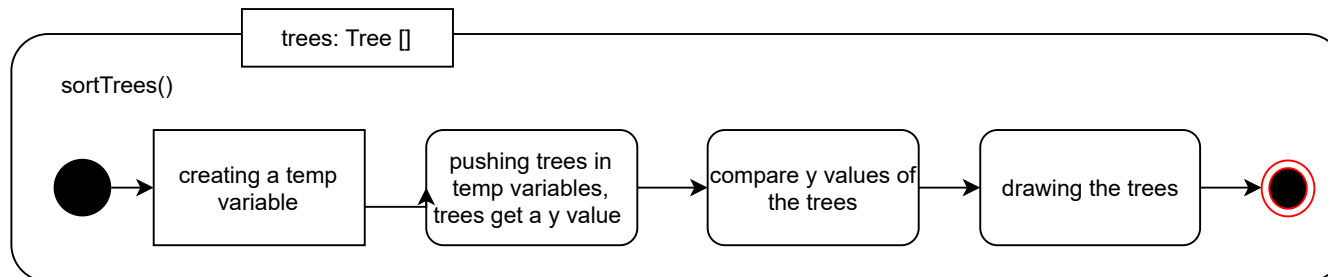 trees: Tree []
sortTrees()
creating a temp
variable
pushing trees in
temp variables,
trees get a y value
compare y values of
the trees
drawing the trees